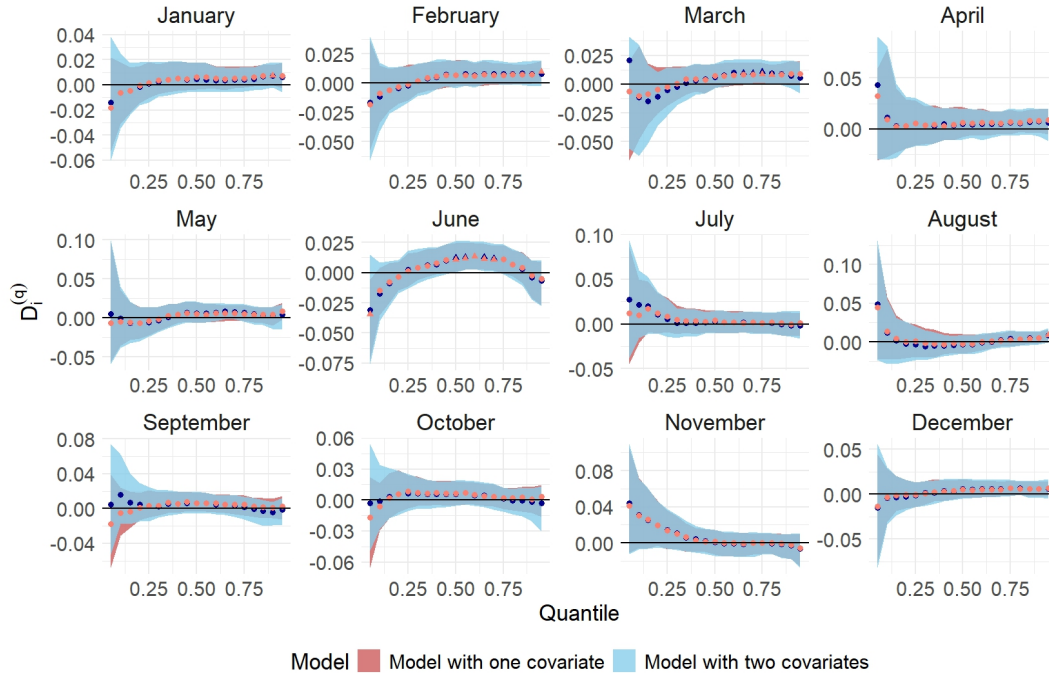 January February March April
0.04
0.02
0.00
-0.02
-0.04
-0.06
0.25 0.50 0.75
0.025
0.000
-0.025
-0.050
0.25 0.50 0.75
0.025
0.000
-0.025
-0.050
0.25 0.50 0.75
0.05
0.00
0.25 0.50 0.75
May June July August
0.10
0.05
0.00
-0.05
0.25 0.50 0.75
0.025
0.000
-0.025
-0.050
-0.075
0.25 0.50 0.75
0.10
0.05
0.00
-0.05
0.25 0.50 0.75
0.10
0.05
0.00
0.25 0.50 0.75
D_i^(q)
September October November December
0.08
0.04
0.00
-0.04
0.25 0.50 0.75
0.06
0.03
0.00
-0.03
-0.06
0.25 0.50 0.75
0.08
0.04
0.00
0.25 0.50 0.75
0.05
0.00
-0.05
0.25 0.50 0.75
Quantile
Model Model with one covariate Model with two covariates